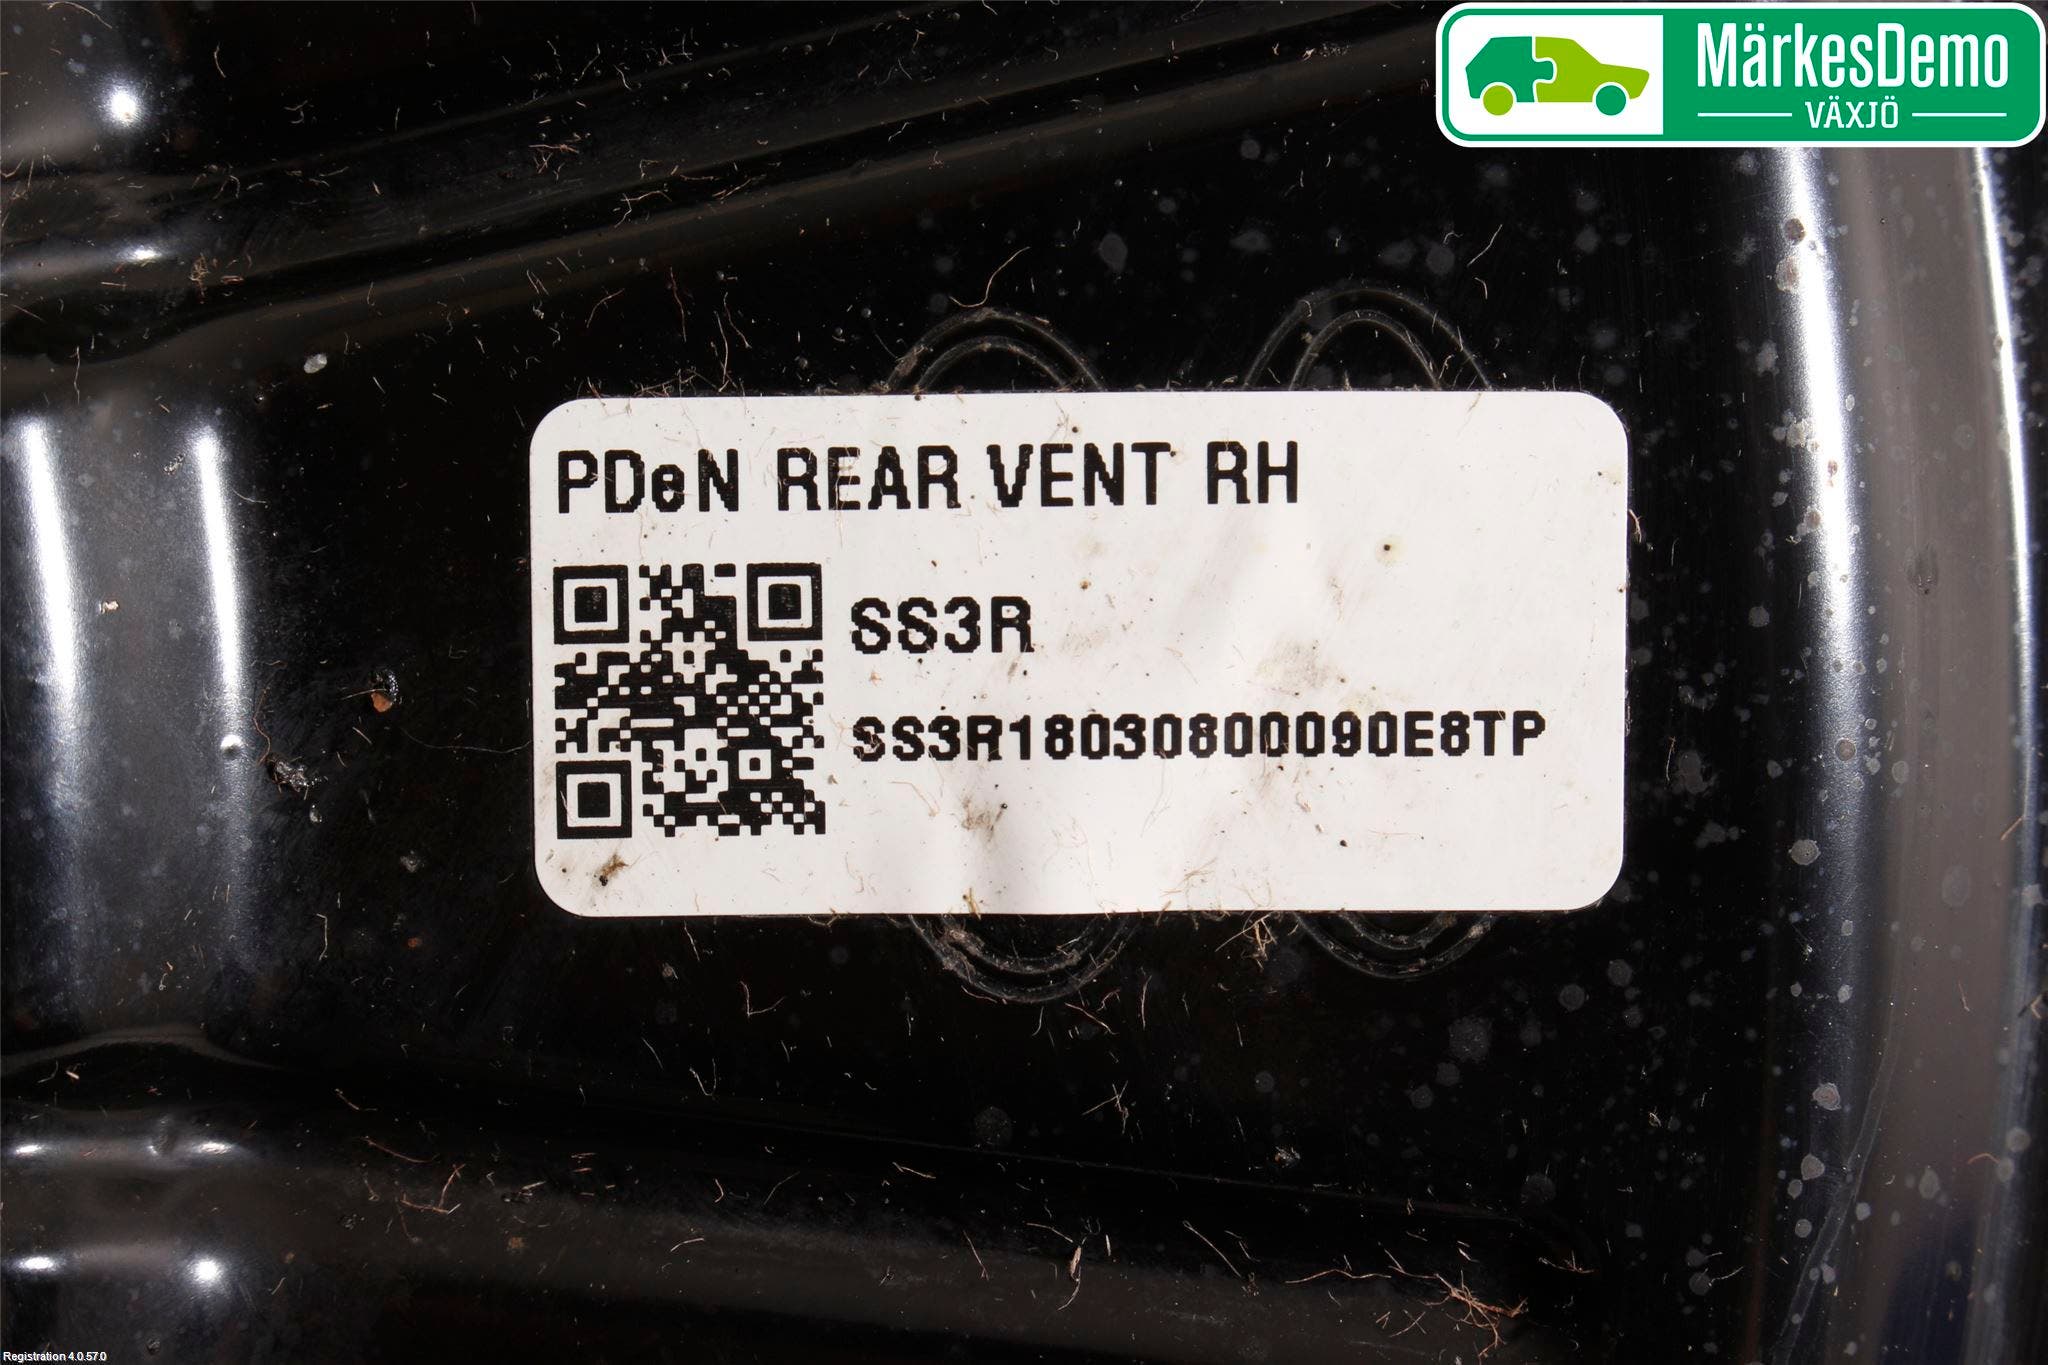 MärkesDemo
VÄXJÖ
PDeN REAR VENT RH
SS3R
SS3R18030800090E8TP
Registration 4.0.57.0